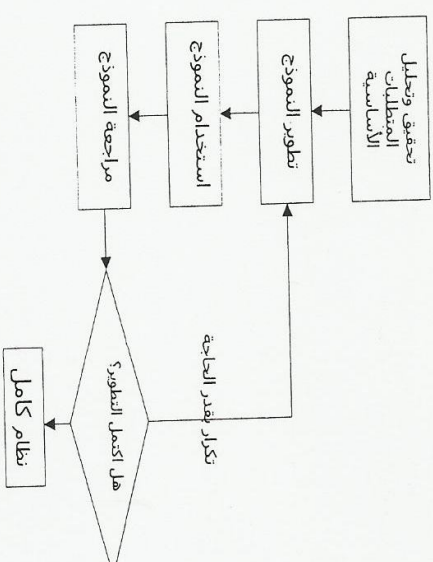 تحقيق وتحليل
المتطلبات
الأساسية
تطوير النموذج
استخدام النموذج
مراجعة النموذج
هل اكتمل التطوير؟
تكرار بقدر الحاجة
نظام كامل